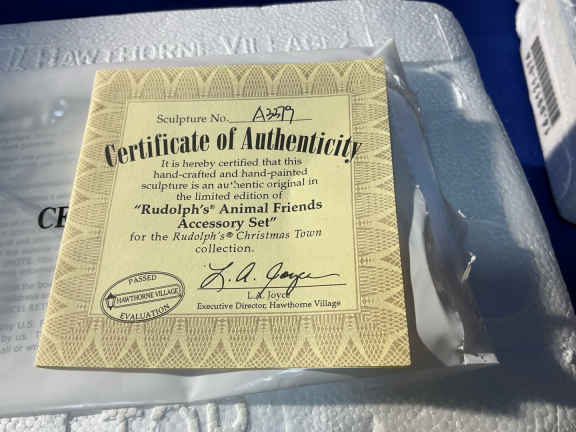 HAWTHORNE VILLAGE
Sculpture No. A3379
Certificate of Authenticity
It is hereby certified that this
hand-crafted and hand-painted
sculpture is an authentic original in
the limited edition of
"Rudolph's® Animal Friends
Accessory Set"
for the Rudolph's® Christmas Town
collection.
L. A. Joyce
L.A. Joyce
Executive Director, Hawthorne Village
PASSED
HAWTHORNE VILLAGE
EVALUATION